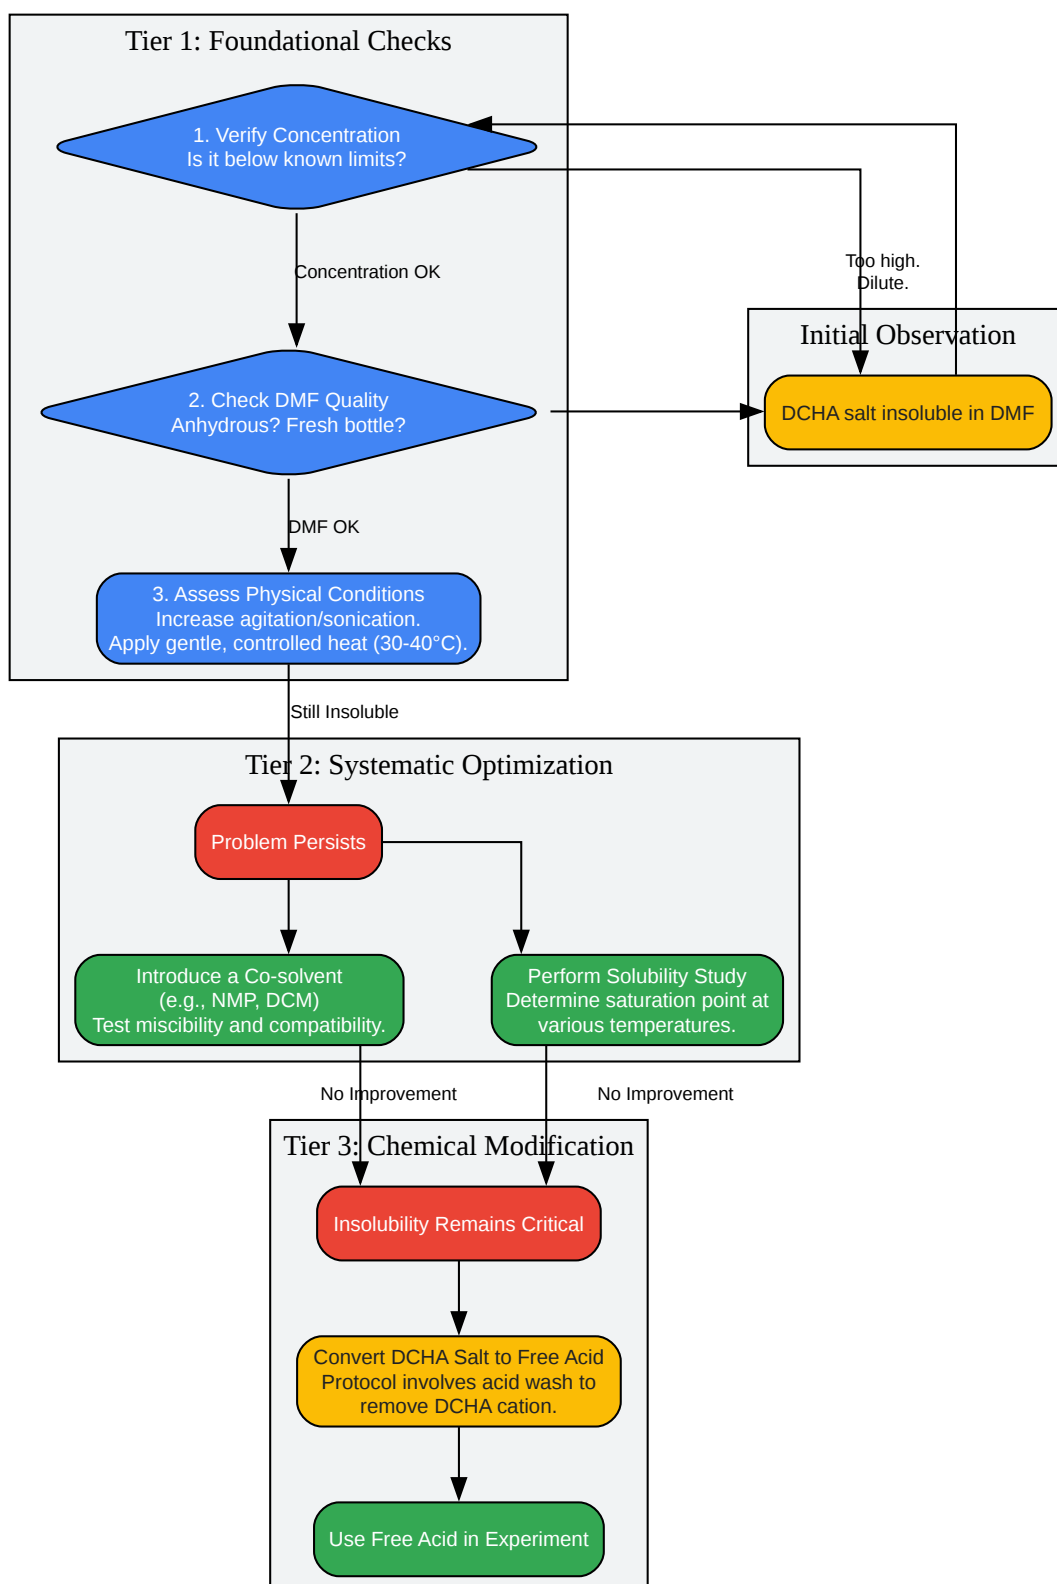 Tier 1: Foundational Checks
1. Verify Concentration
Is it below known limits?
Concentration OK
Too high.
Dilute.
Initial Observation
DCHA salt insoluble in DMF
2. Check DMF Quality
Anhydrous? Fresh bottle?
DMF OK
3. Assess Physical Conditions
Increase agitation/sonication.
Apply gentle, controlled heat (30-40°C).
Still Insoluble
Tier 2: Systematic Optimization
Problem Persists
Introduce a Co-solvent
(e.g., NMP, DCM)
Test miscibility and compatibility.
Perform Solubility Study
Determine saturation point at
various temperatures.
No Improvement
No Improvement
Tier 3: Chemical Modification
Insolubility Remains Critical
Convert DCHA Salt to Free Acid
Protocol involves acid wash to
remove DCHA cation.
Use Free Acid in Experiment